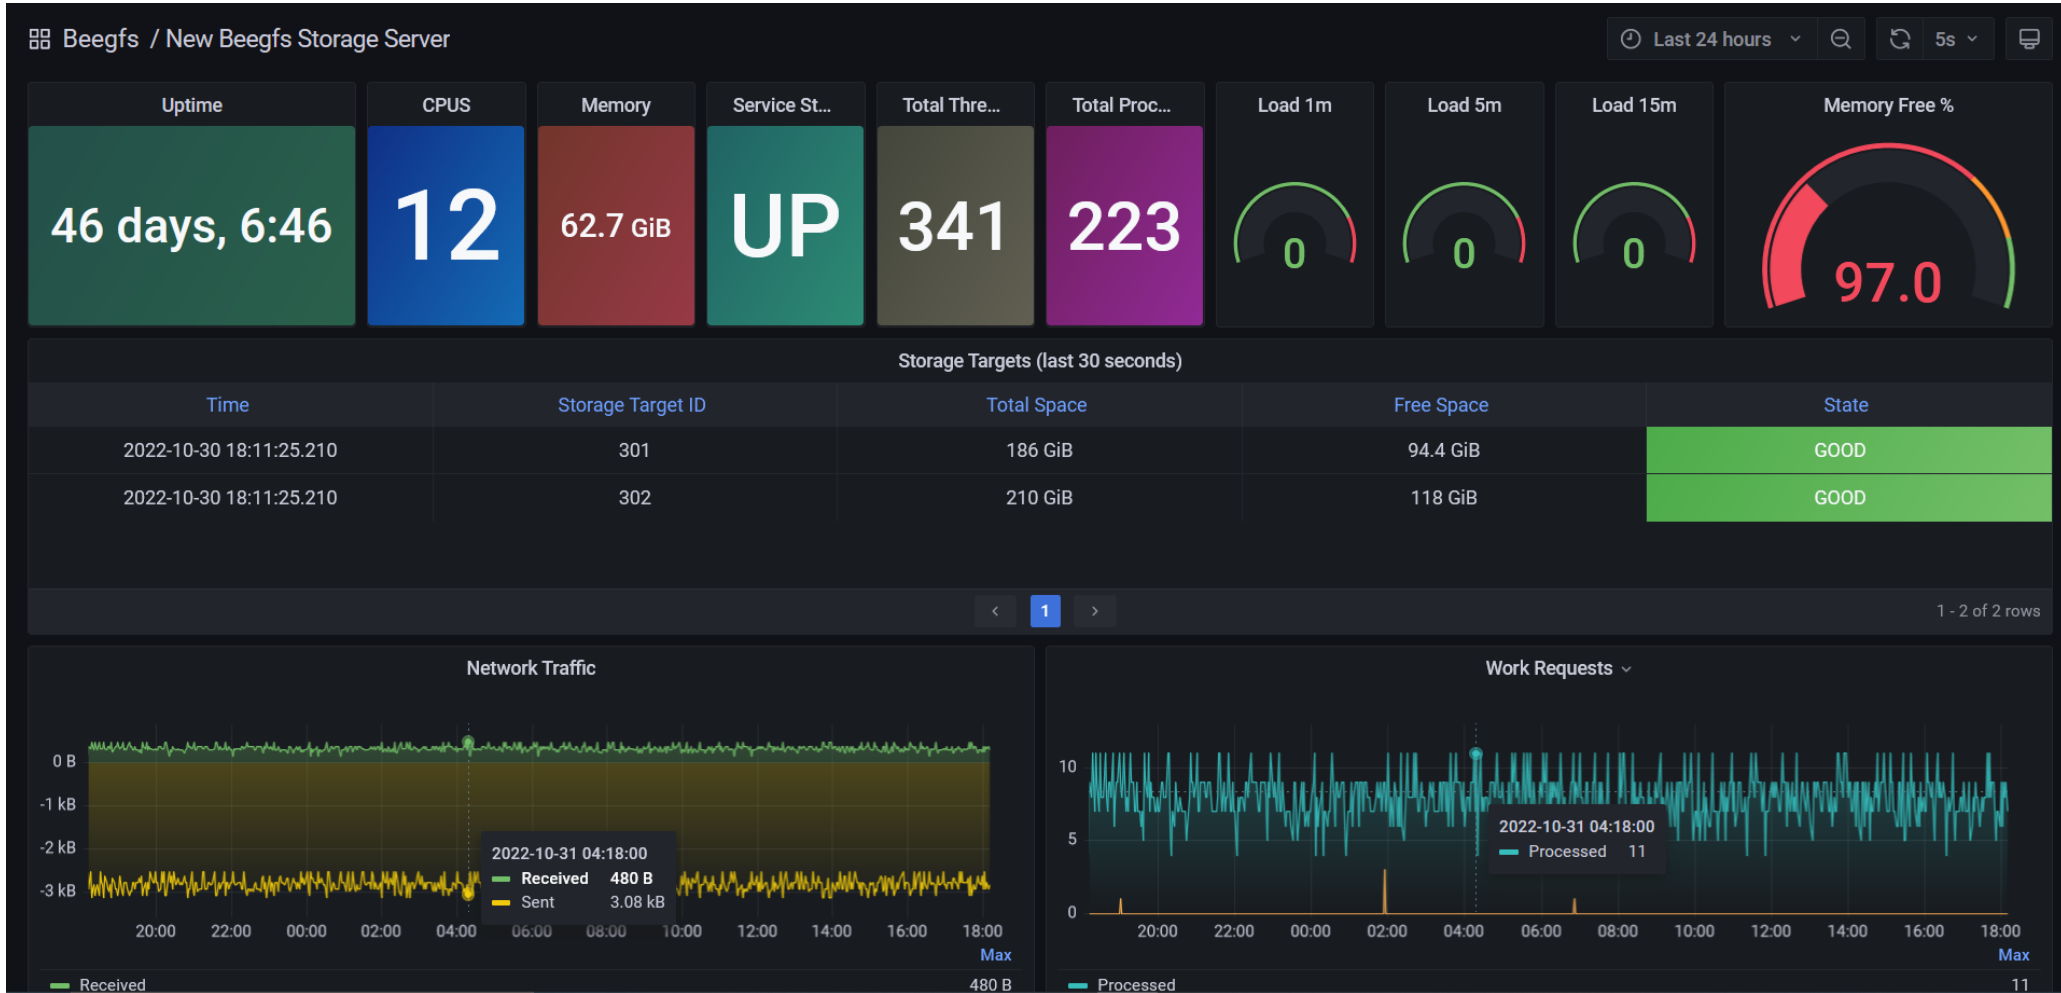 Beegfs / New Beegfs Storage Server
Last 24 hours
5s
Uptime
46 days, 6:46
CPUS
12
Memory
62.7 GiB
Service St...
UP
Total Thre...
341
Total Proc...
223
Load 1m
0
Load 5m
0
Load 15m
0
Memory Free %
97.0
Storage Targets (last 30 seconds)
Time Storage Target ID Total Space Free Space State
2022-10-30 18:11:25.210 301 186 GiB 94.4 GiB GOOD
2022-10-30 18:11:25.210 302 210 GiB 118 GiB GOOD
1
1 - 2 of 2 rows
Network Traffic
0 B
-1 kB
-2 kB
-3 kB
2022-10-31 04:18:00
Received 480 B
Sent 3.08 kB
20:00 22:00 00:00 02:00 04:00 06:00 08:00 10:00 12:00 14:00 16:00 18:00
Max
Received 480 B
Work Requests
10
5
0
2022-10-31 04:18:00
Processed 11
20:00 22:00 00:00 02:00 04:00 06:00 08:00 10:00 12:00 14:00 16:00 18:00
Max
Processed 11